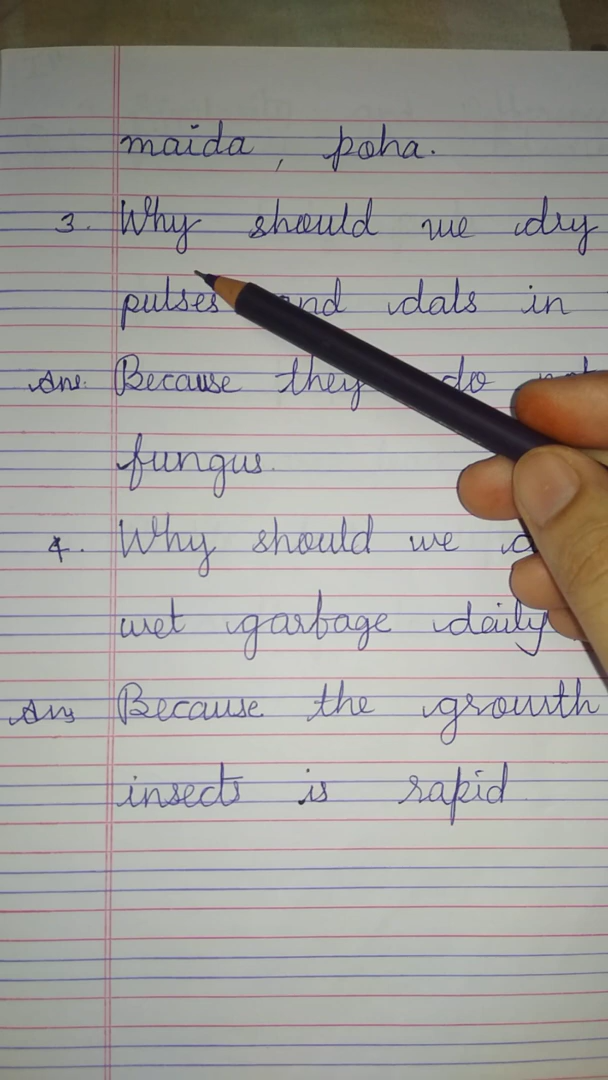 maida, poha.
3. Why should we dry
pulses and dals in
Ans. Because they do not
fungus.
4. Why should we
wet garbage daily
Ans Because the growth
insects is rapid